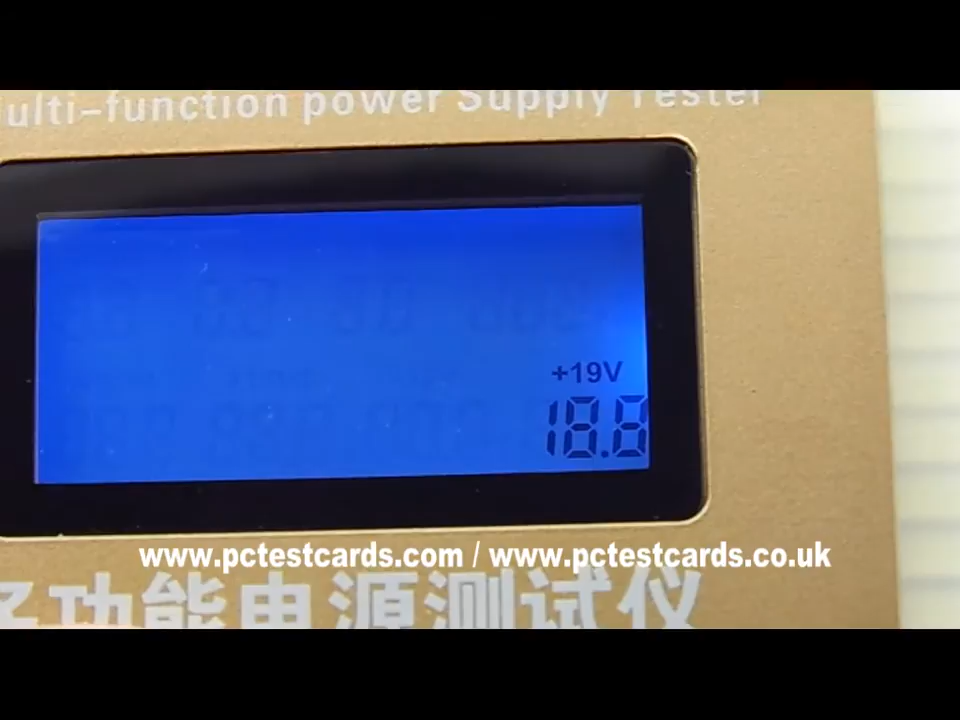 Multi-function power Supply Tester
+19V
18.8
www.pctestcards.com / www.pctestcards.co.uk
多功能电源测试仪